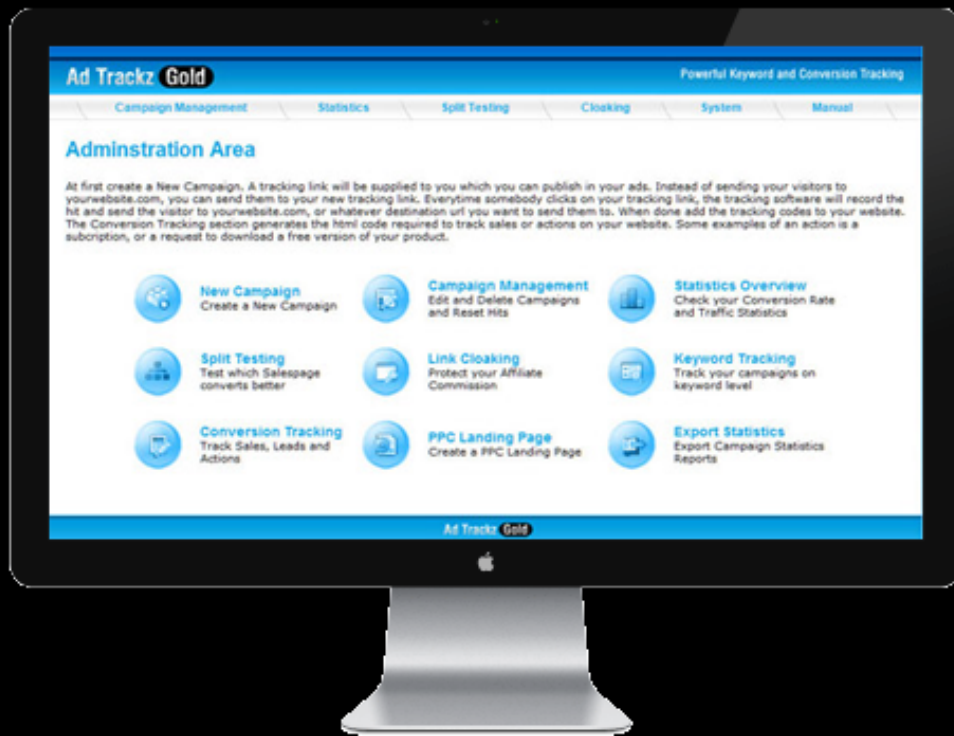 Ad Trackz Gold
Powerful Keyword and Conversion Tracking
Campaign Management
Statistics
Split Testing
Cloaking
System
Manual
Adminstration Area
At first create a New Campaign. A tracking link will be supplied to you which you can publish in your ads. Instead of sending your visitors to
yourwebsite.com, you can send them to your new tracking link. Everytime somebody clicks on your tracking link, the tracking software will record the
hit and send the visitor to yourwebsite.com, or whatever destination url you want to send them to. When done add the tracking codes to your website.
The Conversion Tracking section generates the html code required to track sales or actions on your website. Some examples of an action is a
subcription, or a request to download a free version of your product.
New Campaign
Create a New Campaign
Campaign Management
Edit and Delete Campaigns
and Reset Hits
Statistics Overview
Check your Conversion Rate
and Traffic Statistics
Split Testing
Test which Salespage
converts better
Link Cloaking
Protect your Affiliate
Commission
Keyword Tracking
Track your campaigns on
keyword level
Conversion Tracking
Track Sales, Leads and
Actions
PPC Landing Page
Create a PPC Landing Page
Export Statistics
Export Campaign Statistics
Reports
Ad Trackz Gold